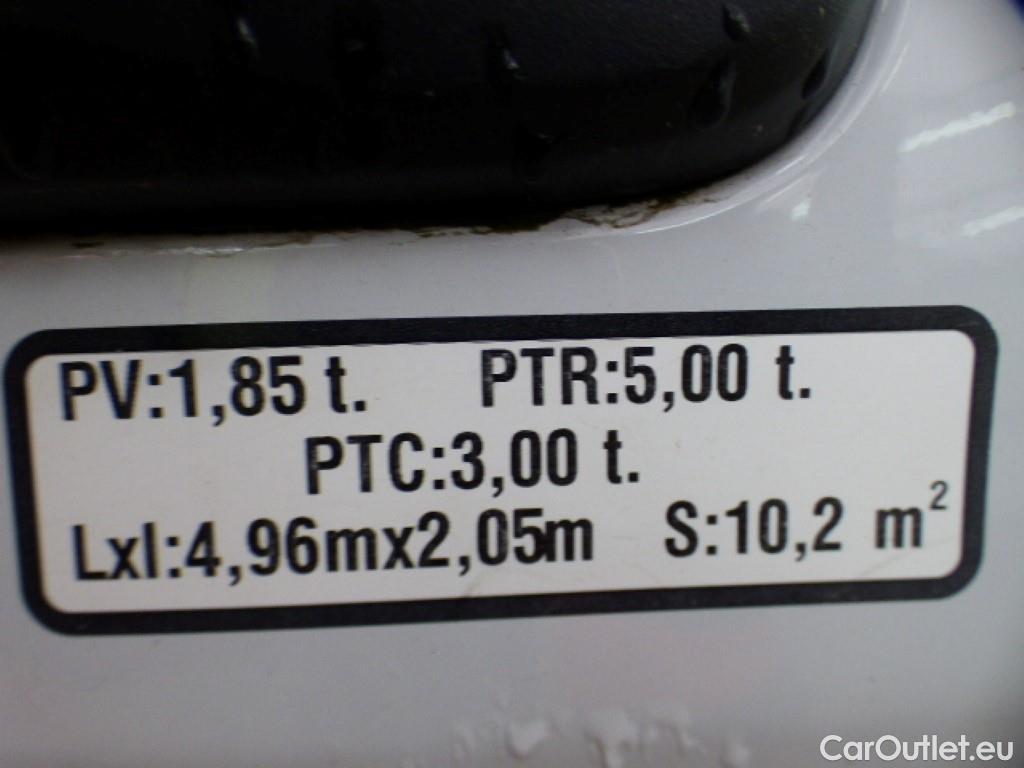 PV:1,85 t. PTR:5,00 t.
PTC:3,00 t.
Lxl:4,96mx2,05m S:10,2 m²
CarOutlet.eu